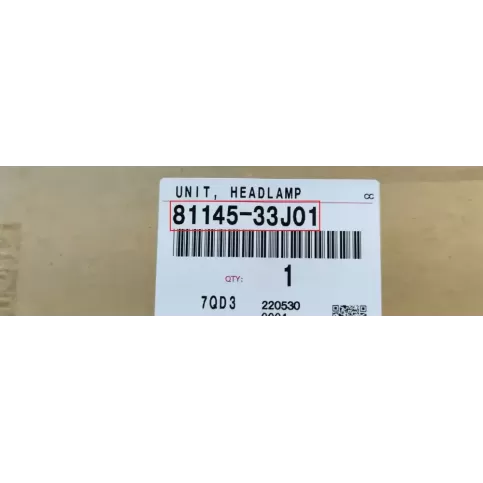 UNIT, HEADLAMP
CC
81145-33J01
QTY: 1
7QD3 220530